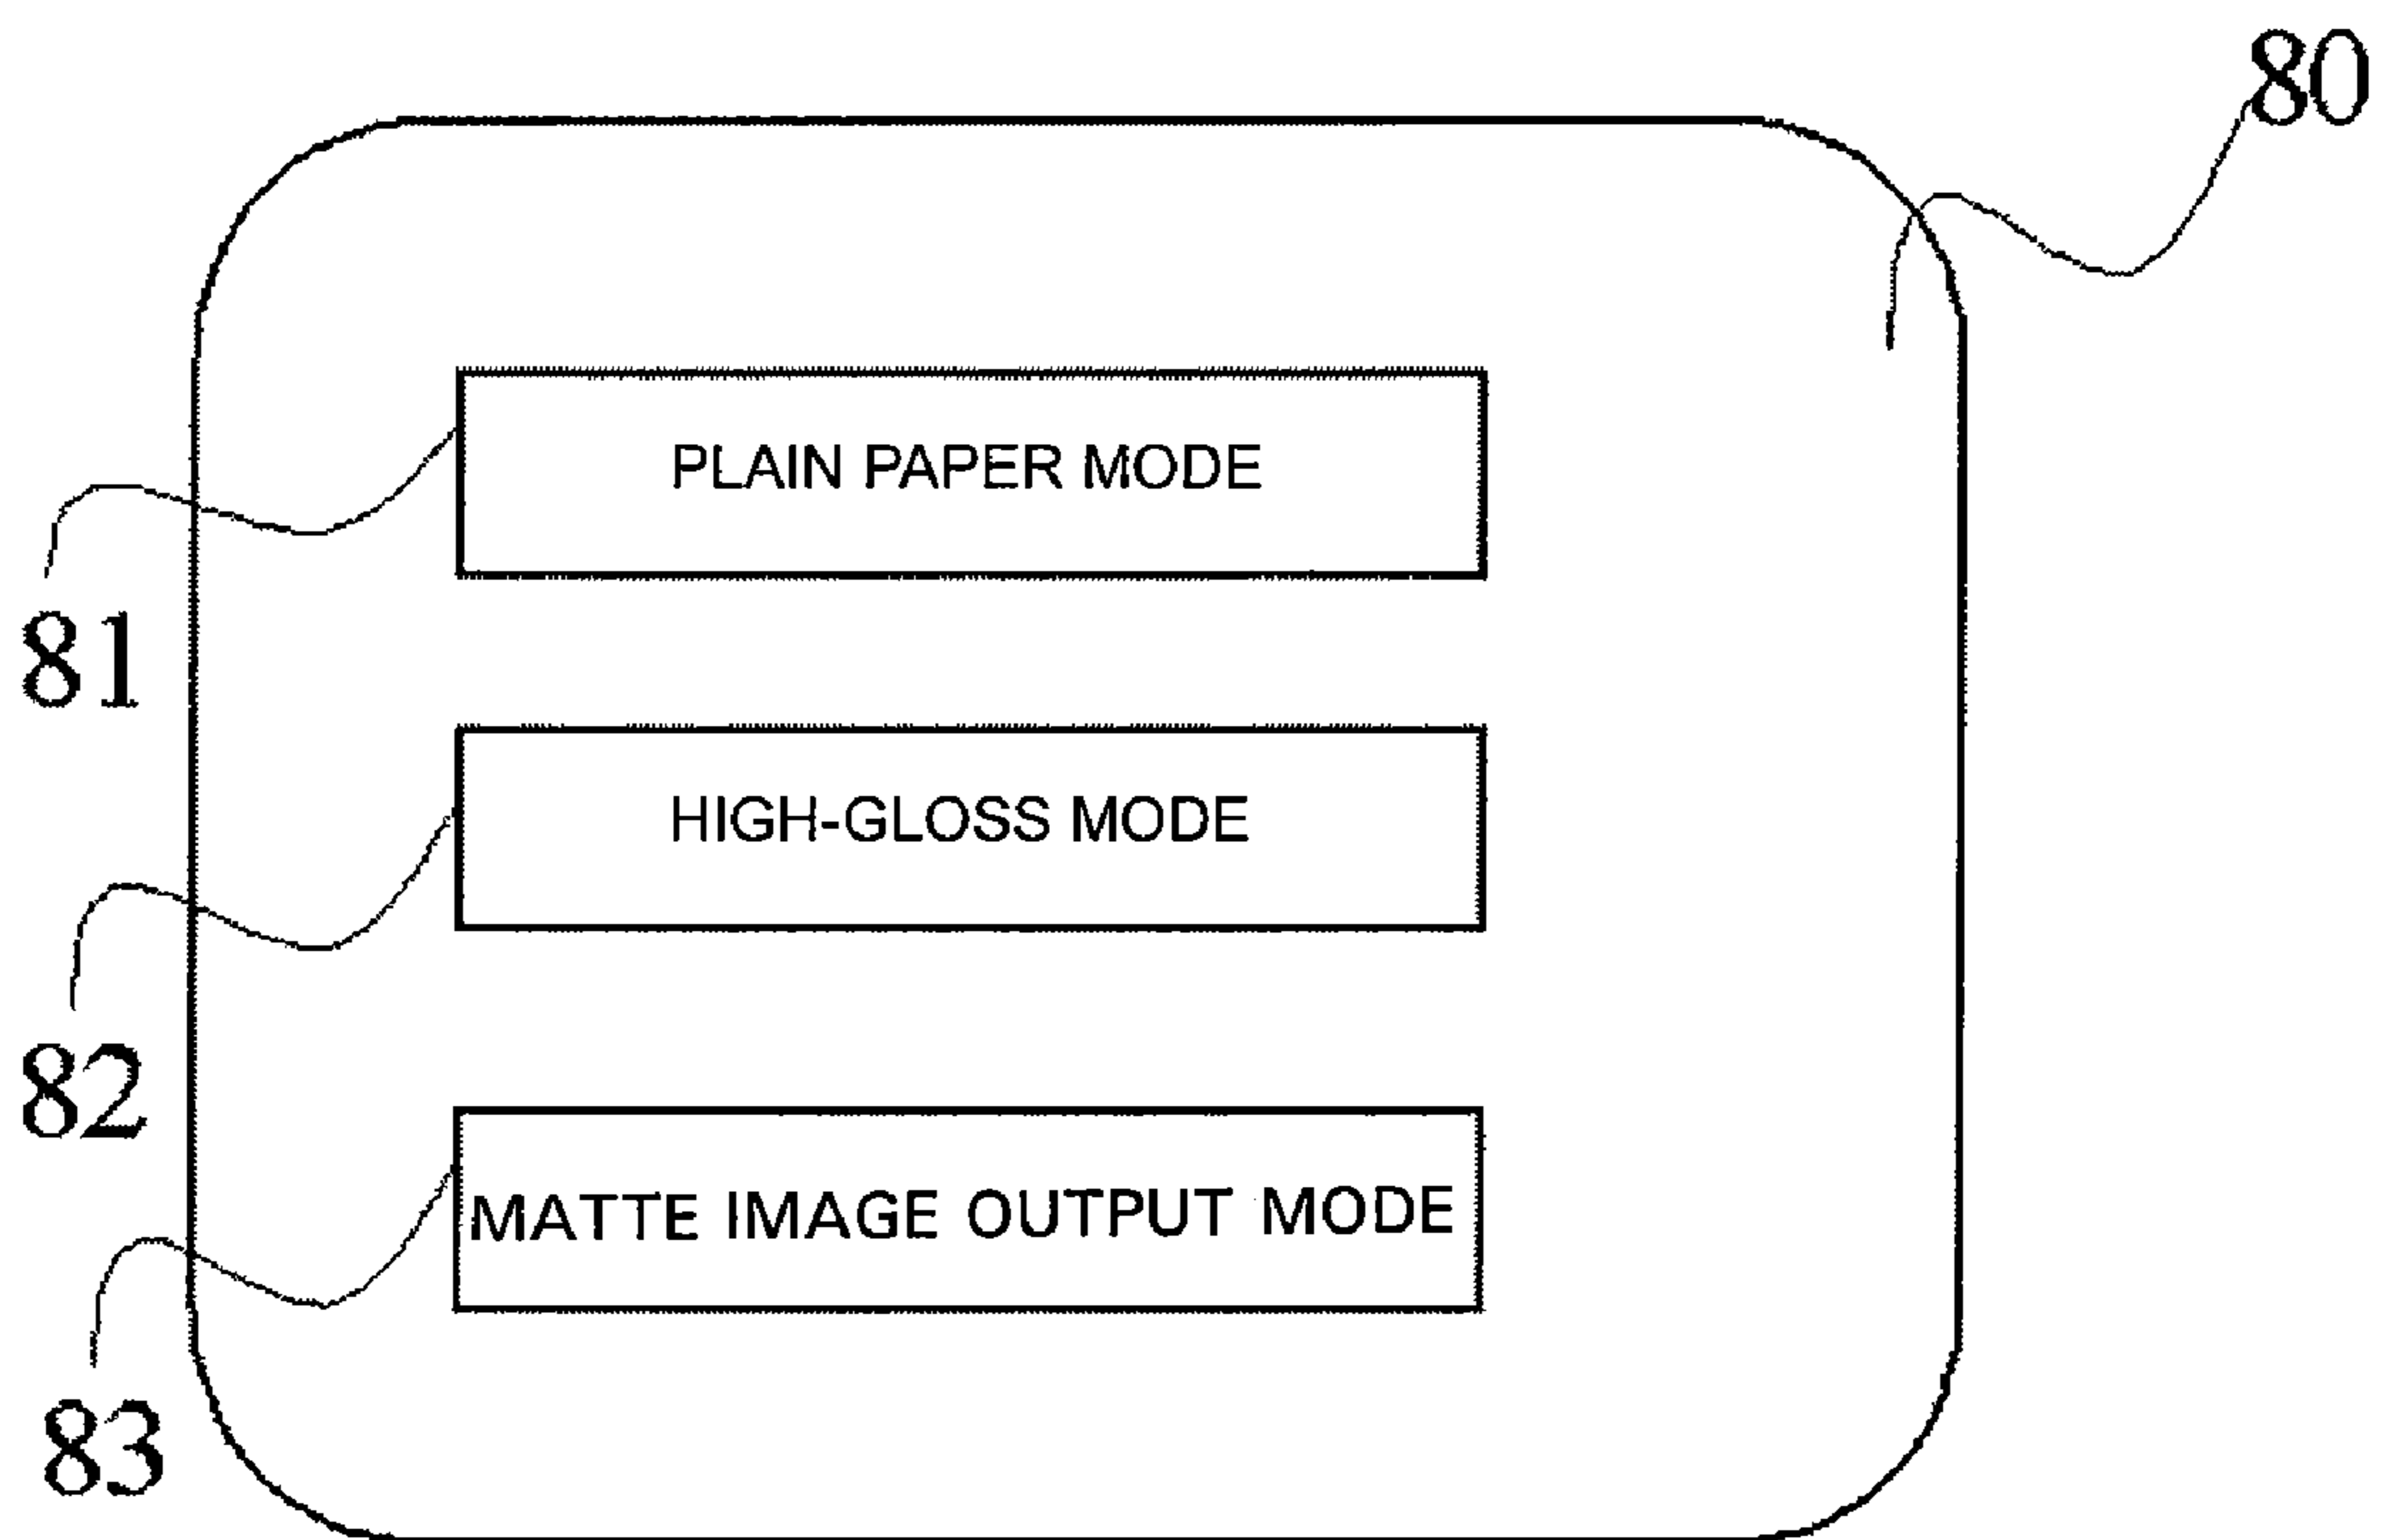 80
PLAIN PAPER MODE
81
HIGH-GLOSS MODE
82
MATTE IMAGE OUTPUT MODE
83